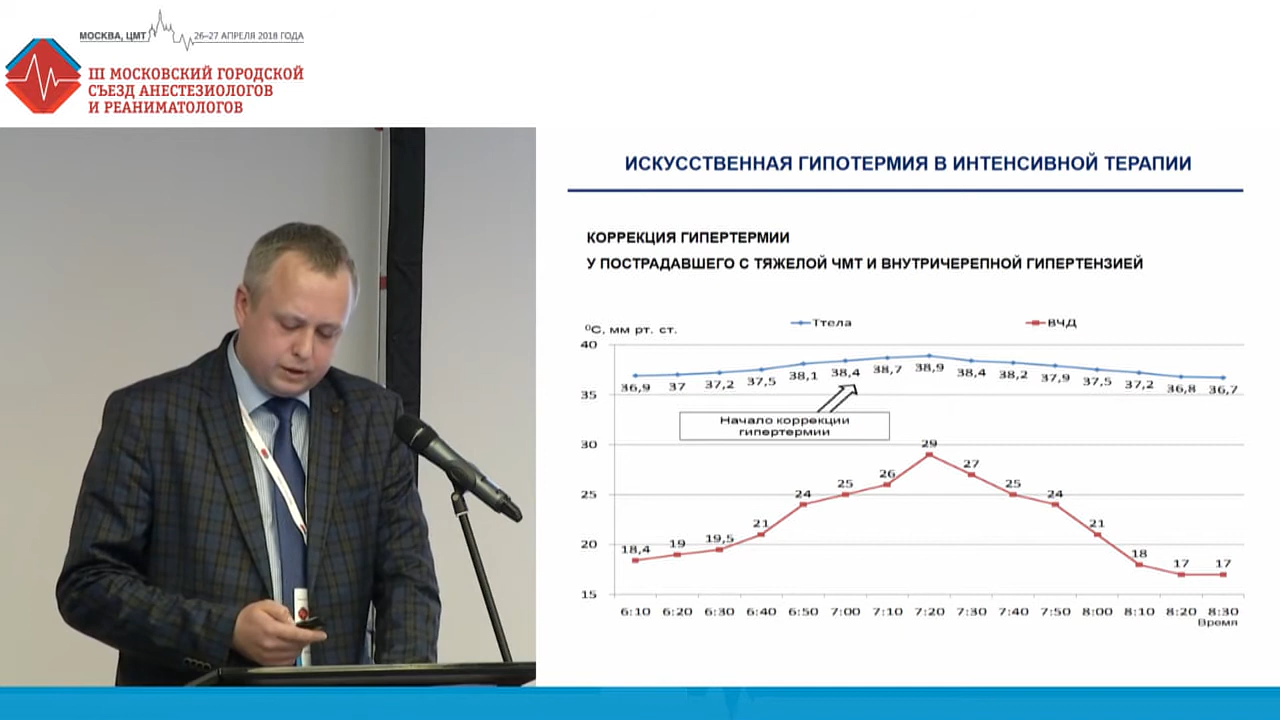 МОСКВА, ЦМТ
26–27 АПРЕЛЯ 2018 ГОДА
III МОСКОВСКИЙ ГОРОДСКОЙ
СЪЕЗД АНЕСТЕЗИОЛОГОВ
И РЕАНИМАТОЛОГОВ
ИСКУССТВЕННАЯ ГИПОТЕРМИЯ В ИНТЕНСИВНОЙ ТЕРАПИИ
КОРРЕКЦИЯ ГИПЕРТЕРМИИ
У ПОСТРАДАВШЕГО С ТЯЖЕЛОЙ ЧМТ И ВНУТРИЧЕРЕПНОЙ ГИПЕРТЕНЗИЕЙ
⁰С, мм рт. ст.
Ттела
ВЧД
40
36,9 37 37,2 37,5 38,1 38,4 38,7 38,9 38,4 38,2 37,9 37,5 37,2 36,8 36,7
35
Начало коррекции
гипертермии
30
25
20
15
18,4 19 19,5 21 24 25 26 29 27 25 24 21 18 17 17
6:10 6:20 6:30 6:40 6:50 7:00 7:10 7:20 7:30 7:40 7:50 8:00 8:10 8:20 8:30
Время